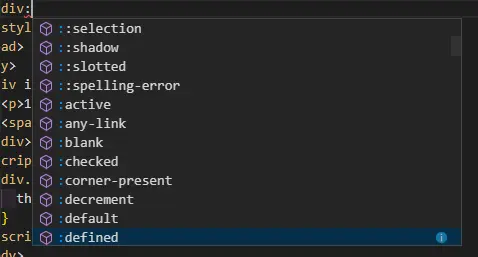 div:
styl ::selection
ad> ::shadow
y> ::slotted
iv i ::spelling-error
<p>1 :active
<spa :any-link
div> :blank
crip :checked
div. :corner-present
th :decrement
} :default
scri :defined
dy>